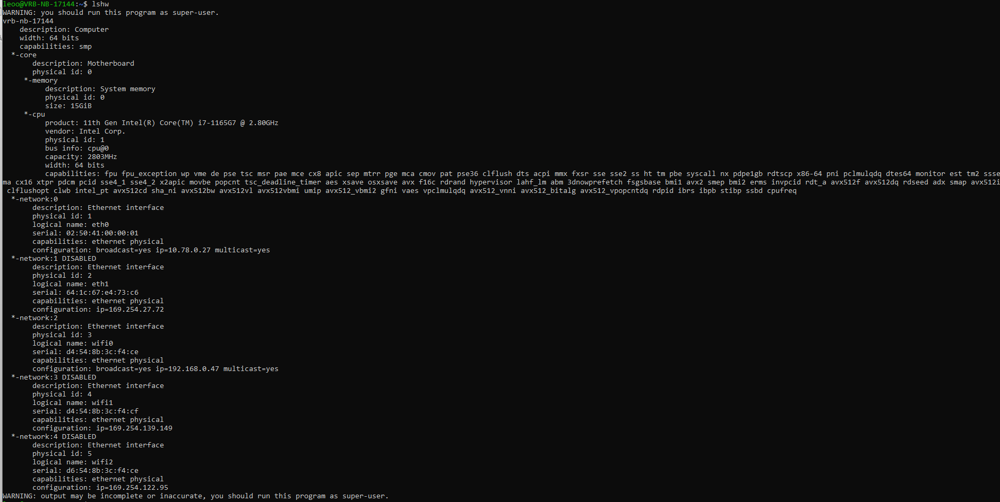 leoo@VRB-NB-17144:~$ lshw
WARNING: you should run this program as super-user.
vrb-nb-17144
    description: Computer
    width: 64 bits
    capabilities: smp
  *-core
       description: Motherboard
       physical id: 0
     *-memory
          description: System memory
          physical id: 0
          size: 15GiB
     *-cpu
          product: 11th Gen Intel(R) Core(TM) i7-1165G7 @ 2.80GHz
          vendor: Intel Corp.
          physical id: 1
          bus info: cpu@0
          capacity: 2803MHz
          width: 64 bits
          capabilities: fpu fpu_exception wp vme de pse tsc msr pae mce cx8 apic sep mtrr pge mca cmov pat pse36 clflush dts acpi mmx fxsr sse sse2 ss ht tm pbe syscall nx pdpe1gb rdtscp x86-64 pni pclmulqdq dtes64 monitor est tm2 ssse
ma cx16 xtpr pdcm pcid sse4_1 sse4_2 x2apic movbe popcnt tsc_deadline_timer aes xsave osxsave avx f16c rdrand hypervisor lahf_lm abm 3dnowprefetch fsgsbase bmi1 avx2 smep bmi2 erms invpcid rdt_a avx512f avx512dq rdseed adx smap avx512i
 clflushopt clwb intel_pt avx512cd sha_ni avx512bw avx512vl avx512vbmi umip avx512_vbmi2 gfni vaes vpclmulqdq avx512_vnni avx512_bitalg avx512_vpopcntdq rdpid ibrs ibpb stibp ssbd cpufreq
  *-network:0
       description: Ethernet interface
       physical id: 1
       logical name: eth0
       serial: 02:50:41:00:00:01
       capabilities: ethernet physical
       configuration: broadcast=yes ip=10.78.0.27 multicast=yes
  *-network:1 DISABLED
       description: Ethernet interface
       physical id: 2
       logical name: eth1
       serial: 64:1c:67:e4:73:c6
       capabilities: ethernet physical
       configuration: ip=169.254.27.72
  *-network:2
       description: Ethernet interface
       physical id: 3
       logical name: wifi0
       serial: d4:54:8b:3c:f4:ce
       capabilities: ethernet physical
       configuration: broadcast=yes ip=192.168.0.47 multicast=yes
  *-network:3 DISABLED
       description: Ethernet interface
       physical id: 4
       logical name: wifi1
       serial: d4:54:8b:3c:f4:cf
       capabilities: ethernet physical
       configuration: ip=169.254.139.149
  *-network:4 DISABLED
       description: Ethernet interface
       physical id: 5
       logical name: wifi2
       serial: d6:54:8b:3c:f4:ce
       capabilities: ethernet physical
       configuration: ip=169.254.122.95
WARNING: output may be incomplete or inaccurate, you should run this program as super-user.